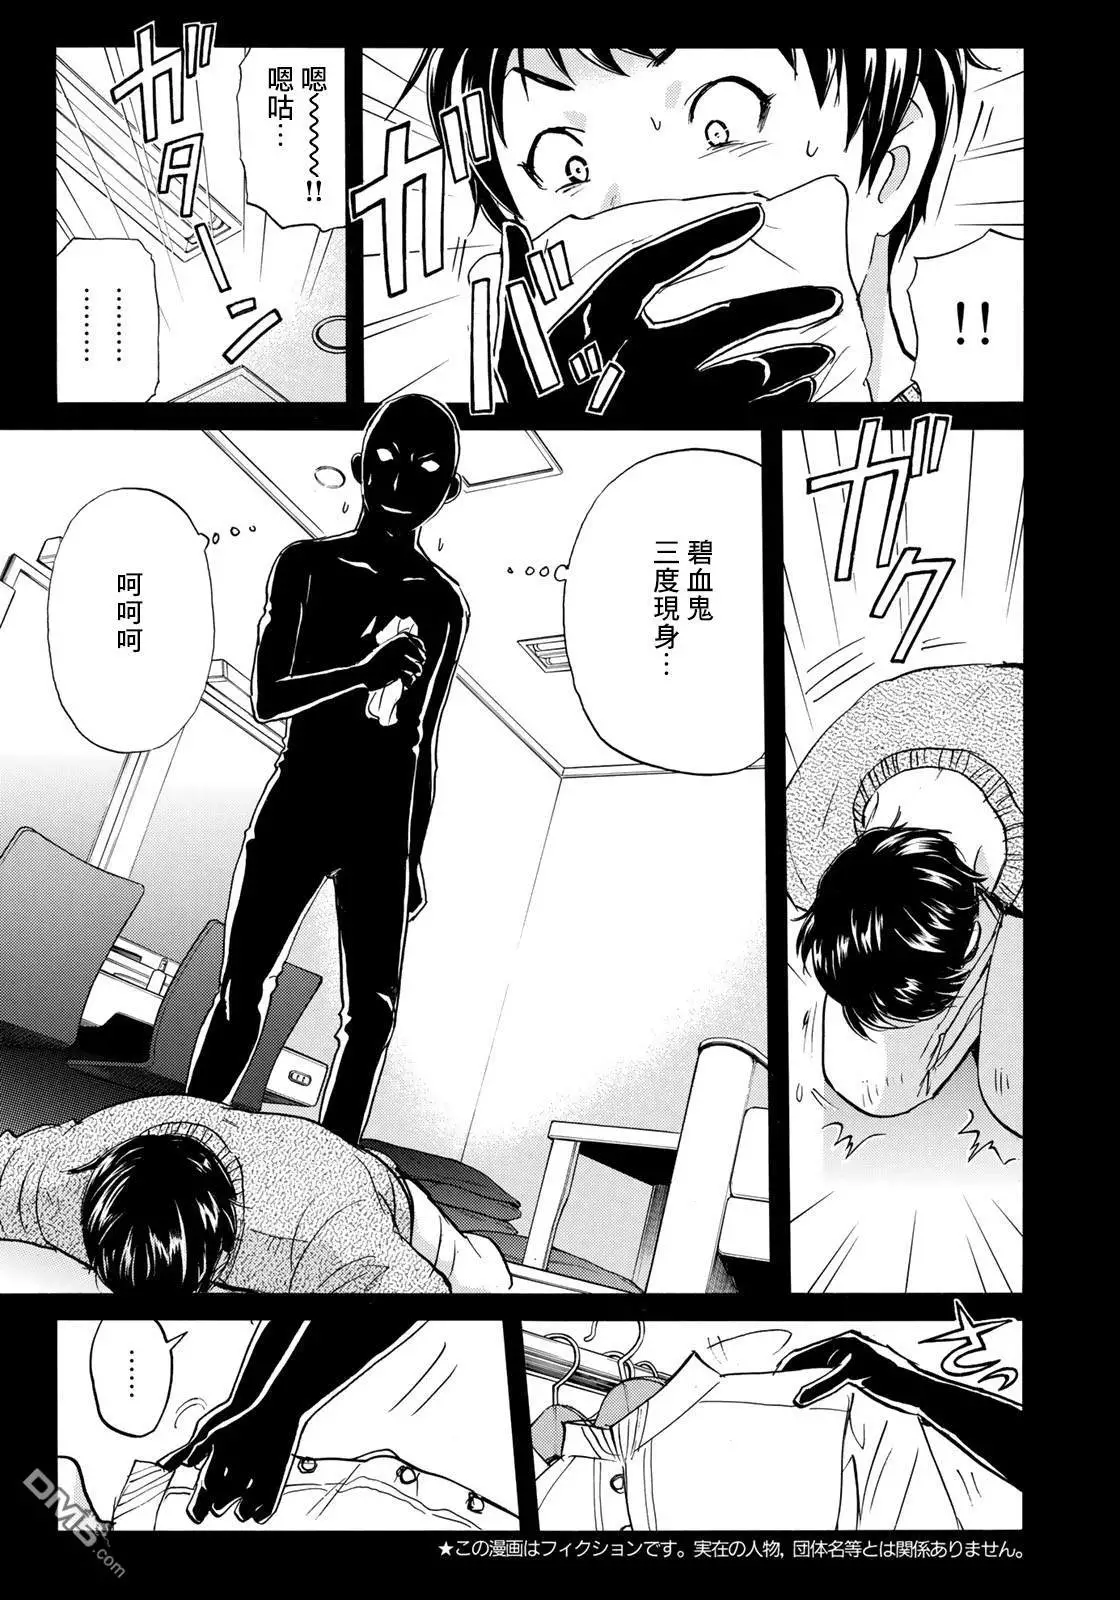 !!
ガタ
嗯~~~!!
嗯咕…
ガターン
………
………
ガクッ
碧血鬼
三度現身…
呵呵呵
さっ
…
★この漫画はフィクションです。実在の人物,団体名等とは関係ありません。
DM5.com